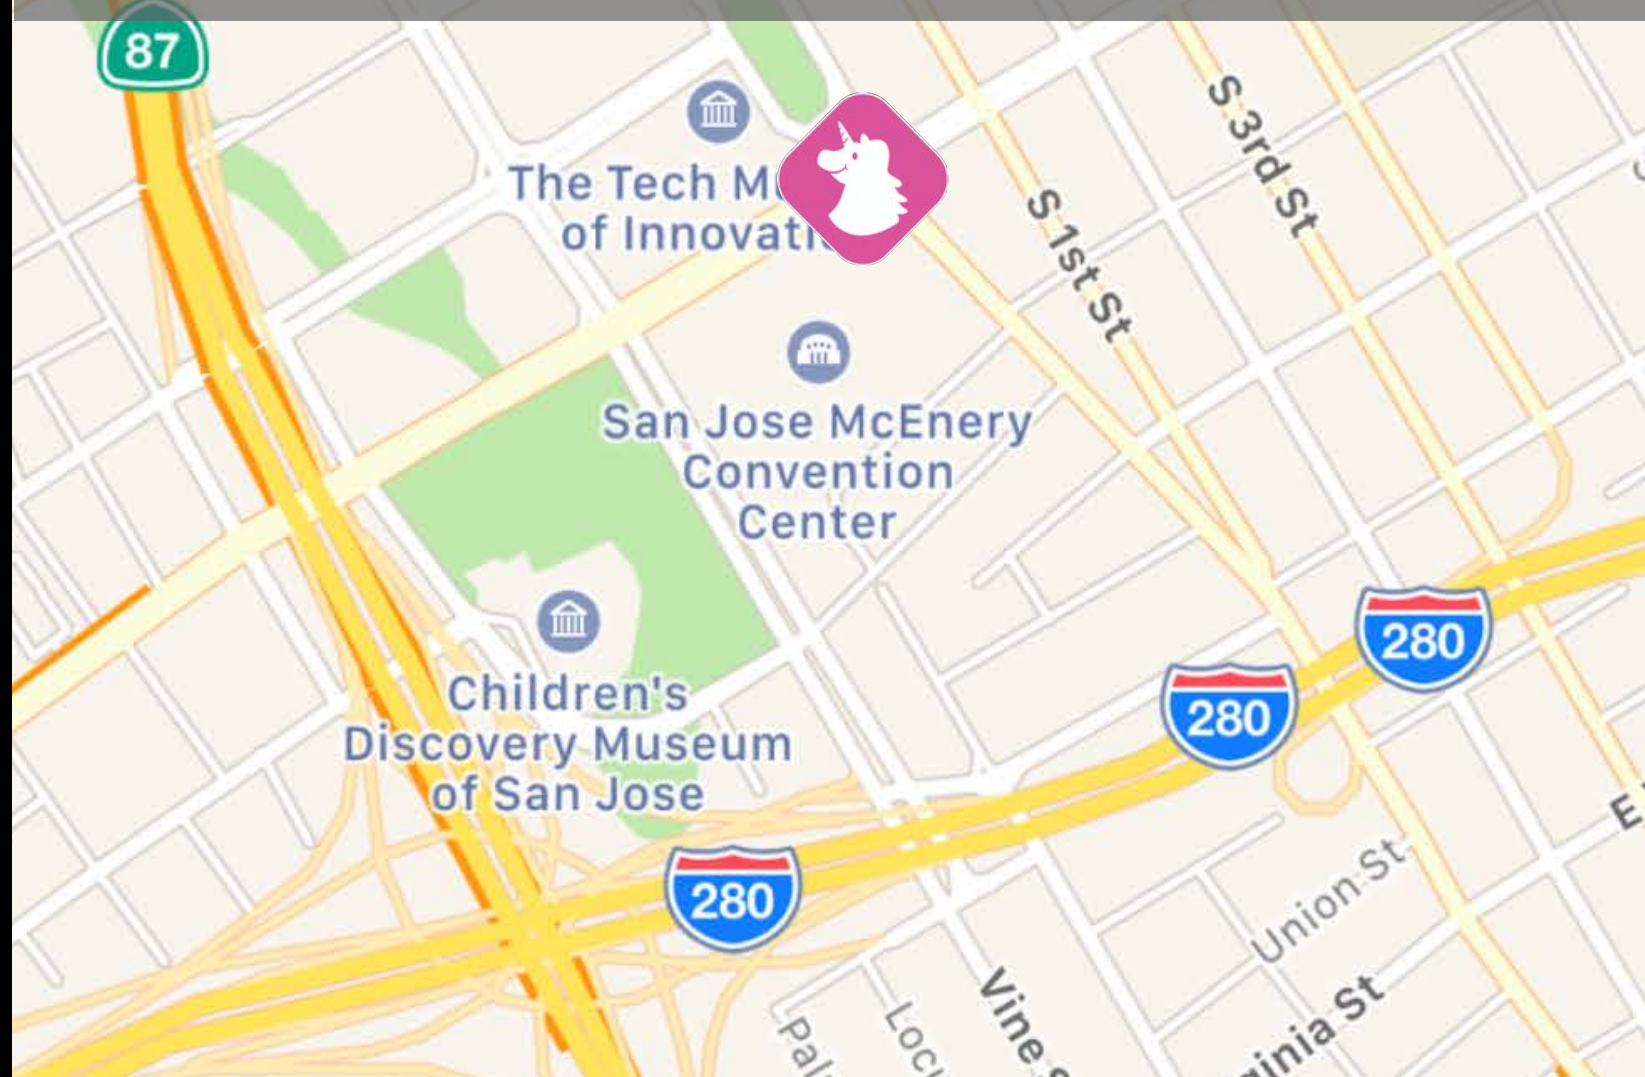 87
The Tech
of
S 3rd St
S 1st St
San Jose McEnery
Convention
Center
280
280
Children's
Discovery Museum
of San Jose
280
E
Union St
Vine